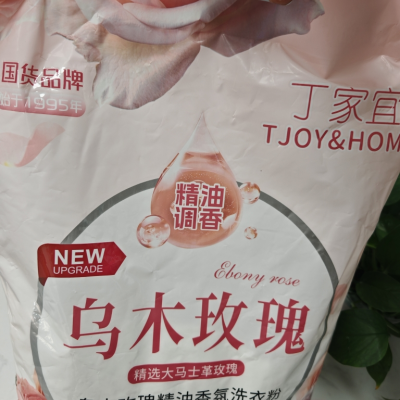 国货品牌
始于1995年
丁家宜
TJOY&HOM
精油
调香
NEW
UPGRADE
Ebony rose
乌木玫瑰
精选大马士革玫瑰
乌木玫瑰精油香氛洗衣粉